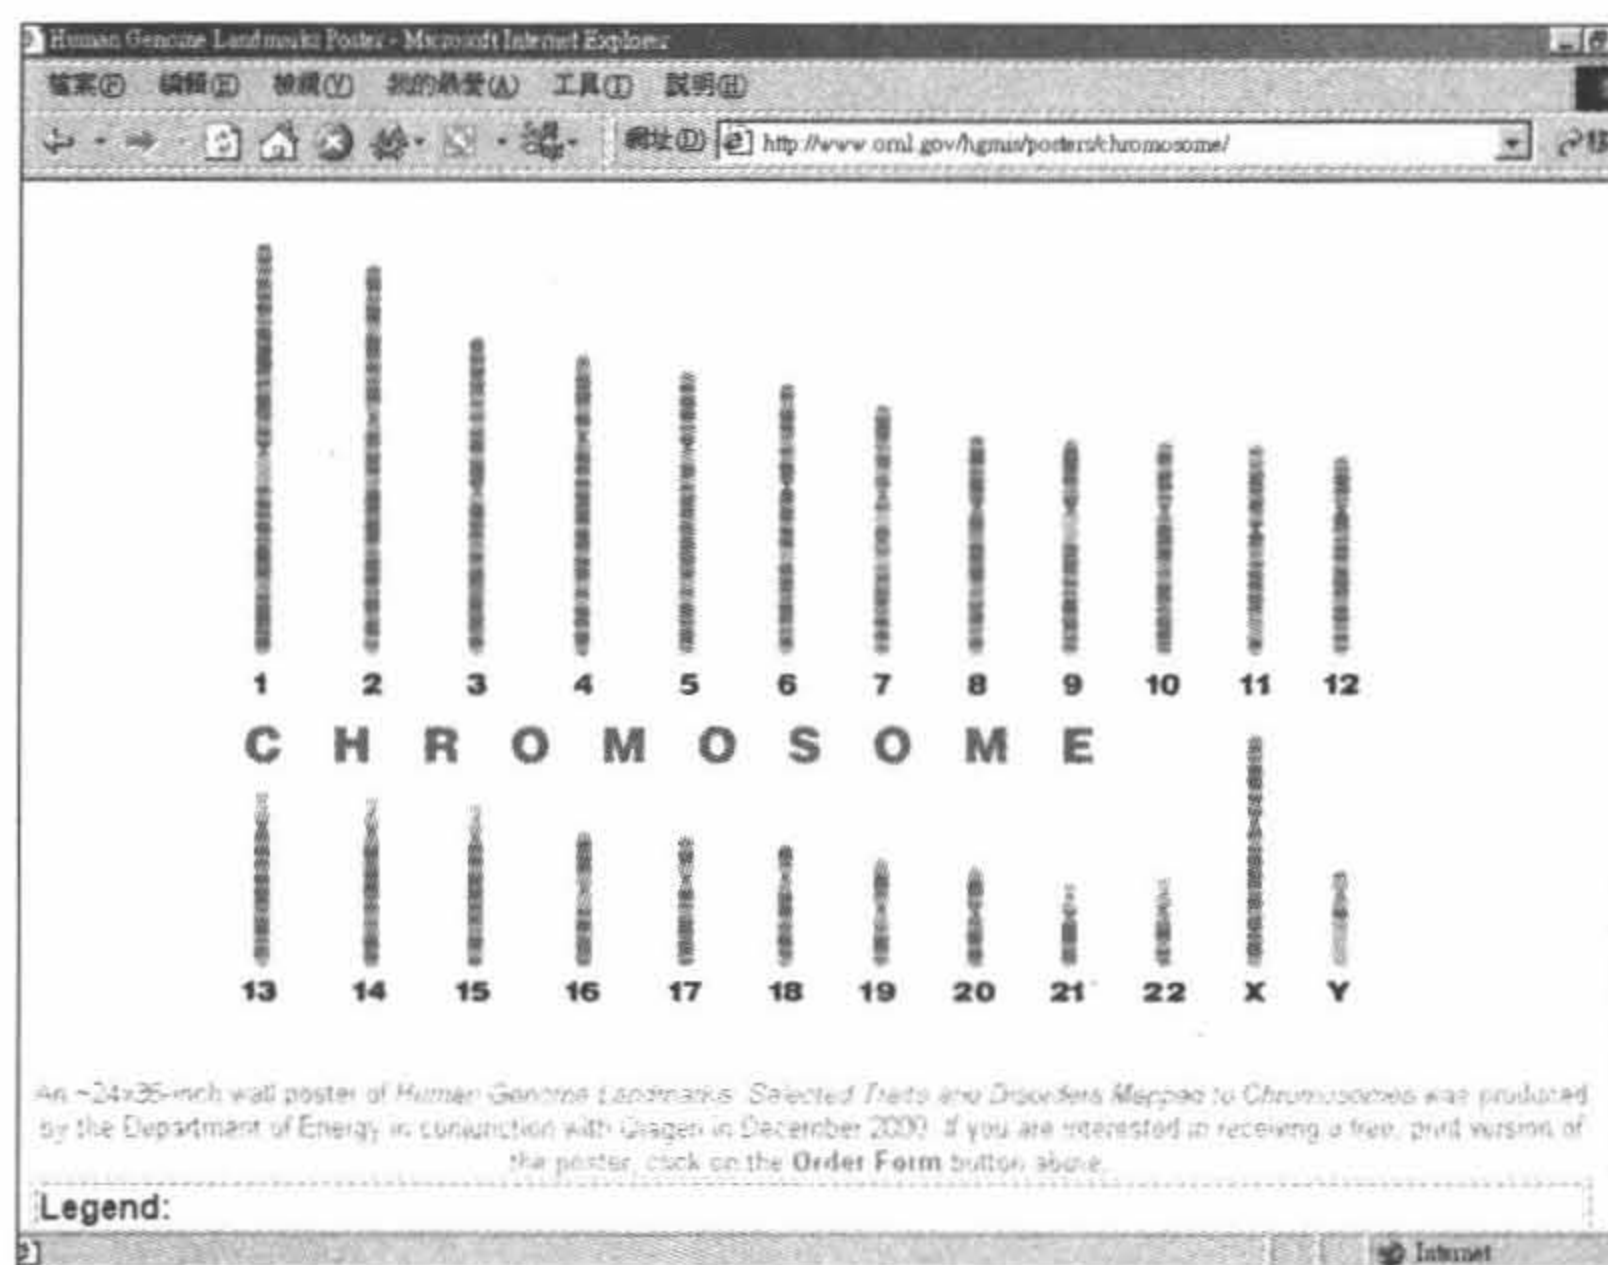 Human Genome Landmarks Poster - Microsoft Internet Explorer
檔案(F) 編輯(E) 檢視(V) 我的最愛(A) 工具(T) 說明(H)
網址(D) http://www.ornl.gov/hgmis/posters/chromosome/
1 2 3 4 5 6 7 8 9 10 11 12
CHROMOSOME
13 14 15 16 17 18 19 20 21 22 X Y
An ~24x36-inch wall poster of Human Genome Landmarks: Selected Traits and Disorders Mapped to Chromosomes was produced
by the Department of Energy in conjunction with Qiagen in December 2000. If you are interested in receiving a free, print version of
the poster, click on the Order Form button above.
Legend:
Internet